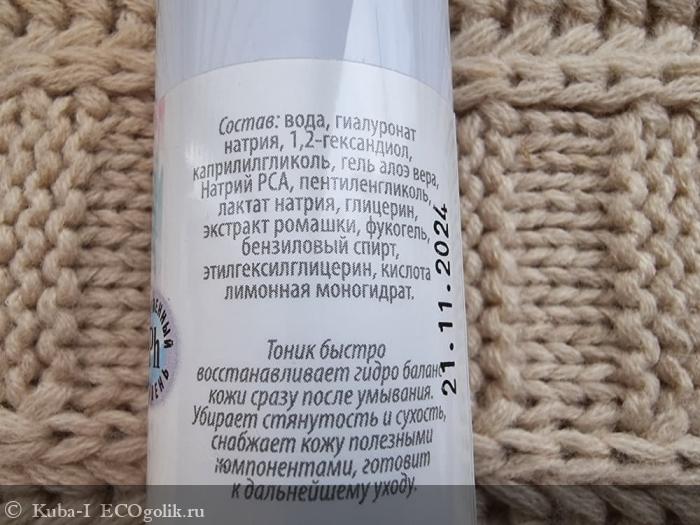 Состав: вода, гиалуронат
натрия, 1,2-гександиол,
каприлилгликоль, гель алоэ вера,
Натрий РСА, пентиленгликоль,
лактат натрия, глицерин,
экстракт ромашки, фукогель,
бензиловый спирт,
этилгексилглицерин, кислота
лимонная моногидрат.
21.11.2024
Ph
Тоник быстро
восстанавливает гидро баланс
кожи сразу после умывания.
Убирает стянутость и сухость,
снабжает кожу полезными
компонентами, готовит
к дальнейшему уходу.
© Kuba-I ECOgolik.ru